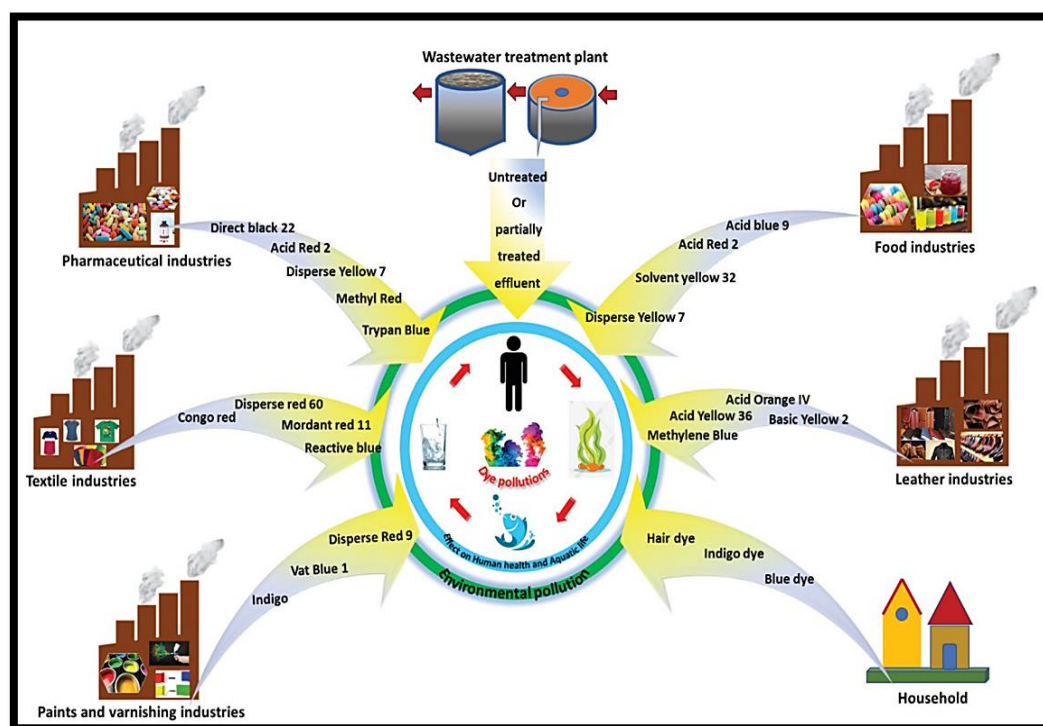 Wastewater treatment plant
Untreated
Or
partially
treated
effluent
Direct black 22
Acid Red 2
Disperse Yellow 7
Methyl Red
Trypan Blue
Pharmaceutical industries
Acid blue 9
Acid Red 2
Solvent yellow 32
Disperse Yellow 7
Food industries
Congo red
Disperse red 60
Mordant red 11
Reactive blue
Textile industries
Acid Orange IV
Acid Yellow 36
Basic Yellow 2
Methylene Blue
Leather industries
Dye pollutions
Effect on Human health and Aquatic life
Environmental pollution
Disperse Red 9
Vat Blue 1
Indigo
Paints and varnishing industries
Hair dye
Indigo dye
Blue dye
Household